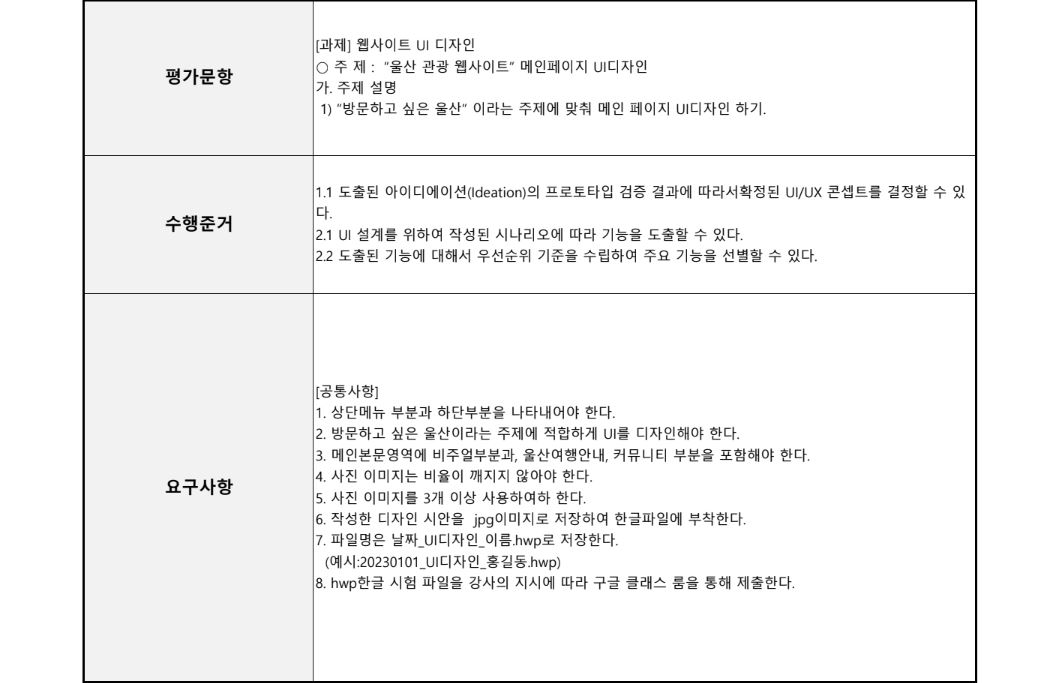 평가문항
[과제] 웹사이트 UI 디자인
○ 주 제 : "울산 관광 웹사이트" 메인페이지 UI디자인
가. 주제 설명
1) "방문하고 싶은 울산" 이라는 주제에 맞춰 메인 페이지 UI디자인 하기.
수행준거
1.1 도출된 아이디에이션(Ideation)의 프로토타입 검증 결과에 따라서확정된 UI/UX 콘셉트를 결정할 수 있
다.
2.1 UI 설계를 위하여 작성된 시나리오에 따라 기능을 도출할 수 있다.
2.2 도출된 기능에 대해서 우선순위 기준을 수립하여 주요 기능을 선별할 수 있다.
요구사항
[공통사항]
1. 상단메뉴 부분과 하단부분을 나타내어야 한다.
2. 방문하고 싶은 울산이라는 주제에 적합하게 UI를 디자인해야 한다.
3. 메인본문영역에 비주얼부분과, 울산여행안내, 커뮤니티 부분을 포함해야 한다.
4. 사진 이미지는 비율이 깨지지 않아야 한다.
5. 사진 이미지를 3개 이상 사용하여하 한다.
6. 작성한 디자인 시안을 jpg이미지로 저장하여 한글파일에 부착한다.
7. 파일명은 날짜_UI디자인_이름.hwp로 저장한다.
(예시:20230101_UI디자인_홍길동.hwp)
8. hwp한글 시험 파일을 강사의 지시에 따라 구글 클래스 룸을 통해 제출한다.